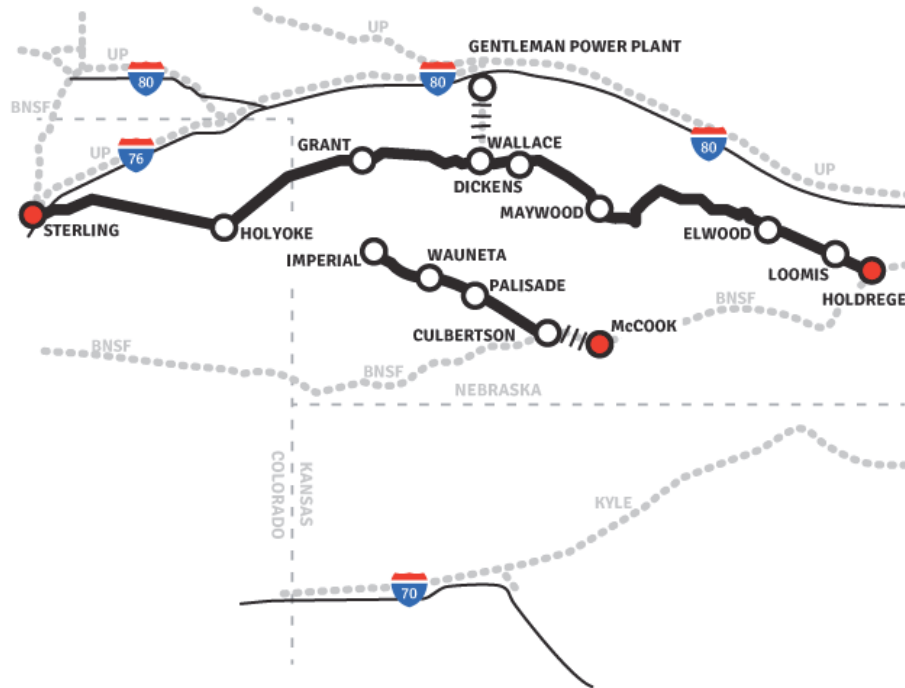 UP
GENTLEMAN POWER PLANT
UP
80
80
BNSF
UP
76
GRANT
WALLACE
80
UP
DICKENS
MAYWOOD
STERLING
HOLYOKE
ELWOOD
IMPERIAL
WAUNETA
LOOMIS
PALISADE
HOLDREGE
BNSF
CULBERTSON
McCOOK
BNSF
BNSF
NEBRASKA
COLORADO
KANSAS
KYLE
70